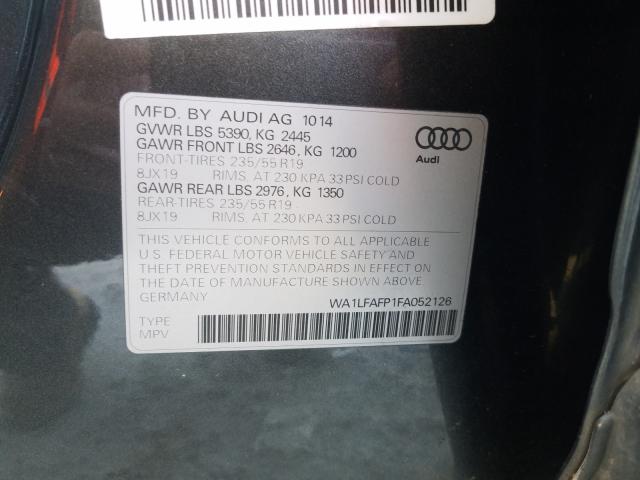 MFD. BY AUDI AG 10 14
GVWR LBS 5390, KG 2445
GAWR FRONT LBS 2646, KG 1200
FRONT-TIRES 235/55 R19
8JX19 RIMS. AT 230 KPA 33 PSI COLD
GAWR REAR LBS 2976, KG 1350
REAR-TIRES 235/55 R19
8JX19 RIMS. AT 230 KPA 33 PSI COLD
Audi
THIS VEHICLE CONFORMS TO ALL APPLICABLE
U.S. FEDERAL MOTOR VEHICLE SAFETY AND
THEFT PREVENTION STANDARDS IN EFFECT ON
THE DATE OF MANUFACTURE SHOWN ABOVE
GERMANY
WA1LFAFP1FA052126
TYPE
MPV